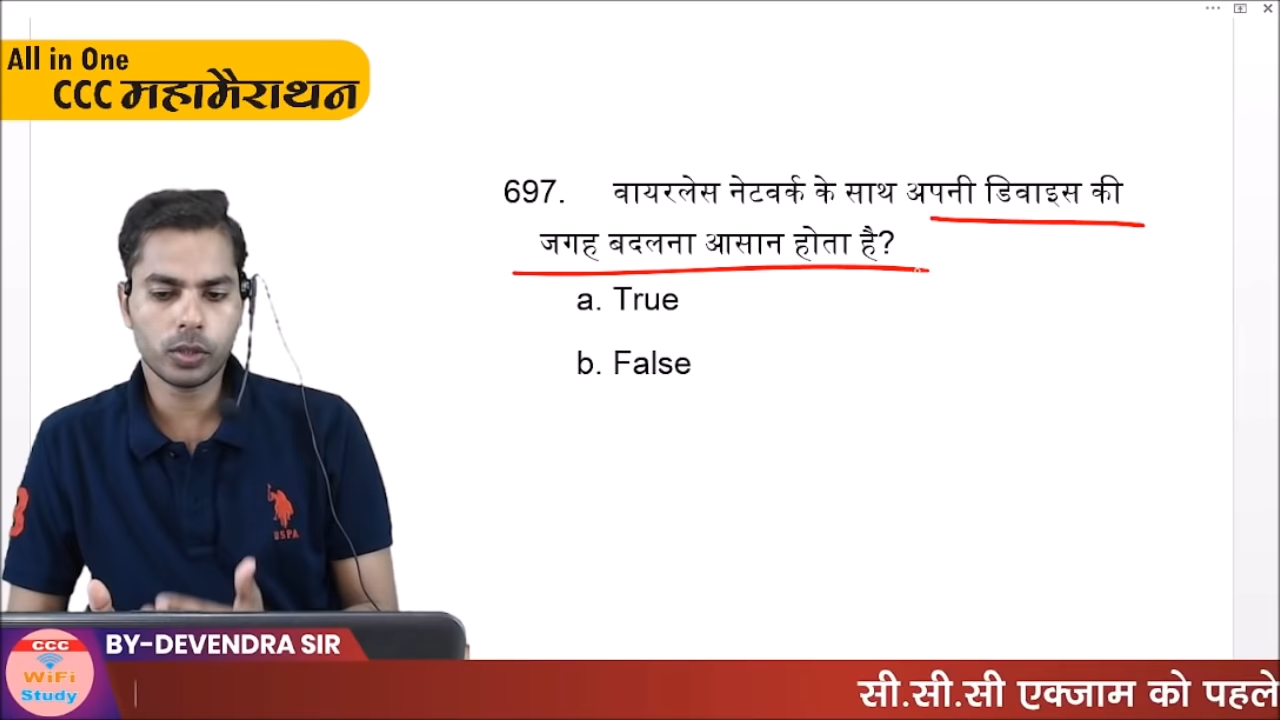 All in One
CCC महामैराथन
697. वायरलेस नेटवर्क के साथ अपनी डिवाइस की
जगह बदलना आसान होता है?
a. True
b. False
USPA
3
CCC
WiFi
Study
BY-DEVENDRA SIR
सी.सी.सी एक्जाम को पहले